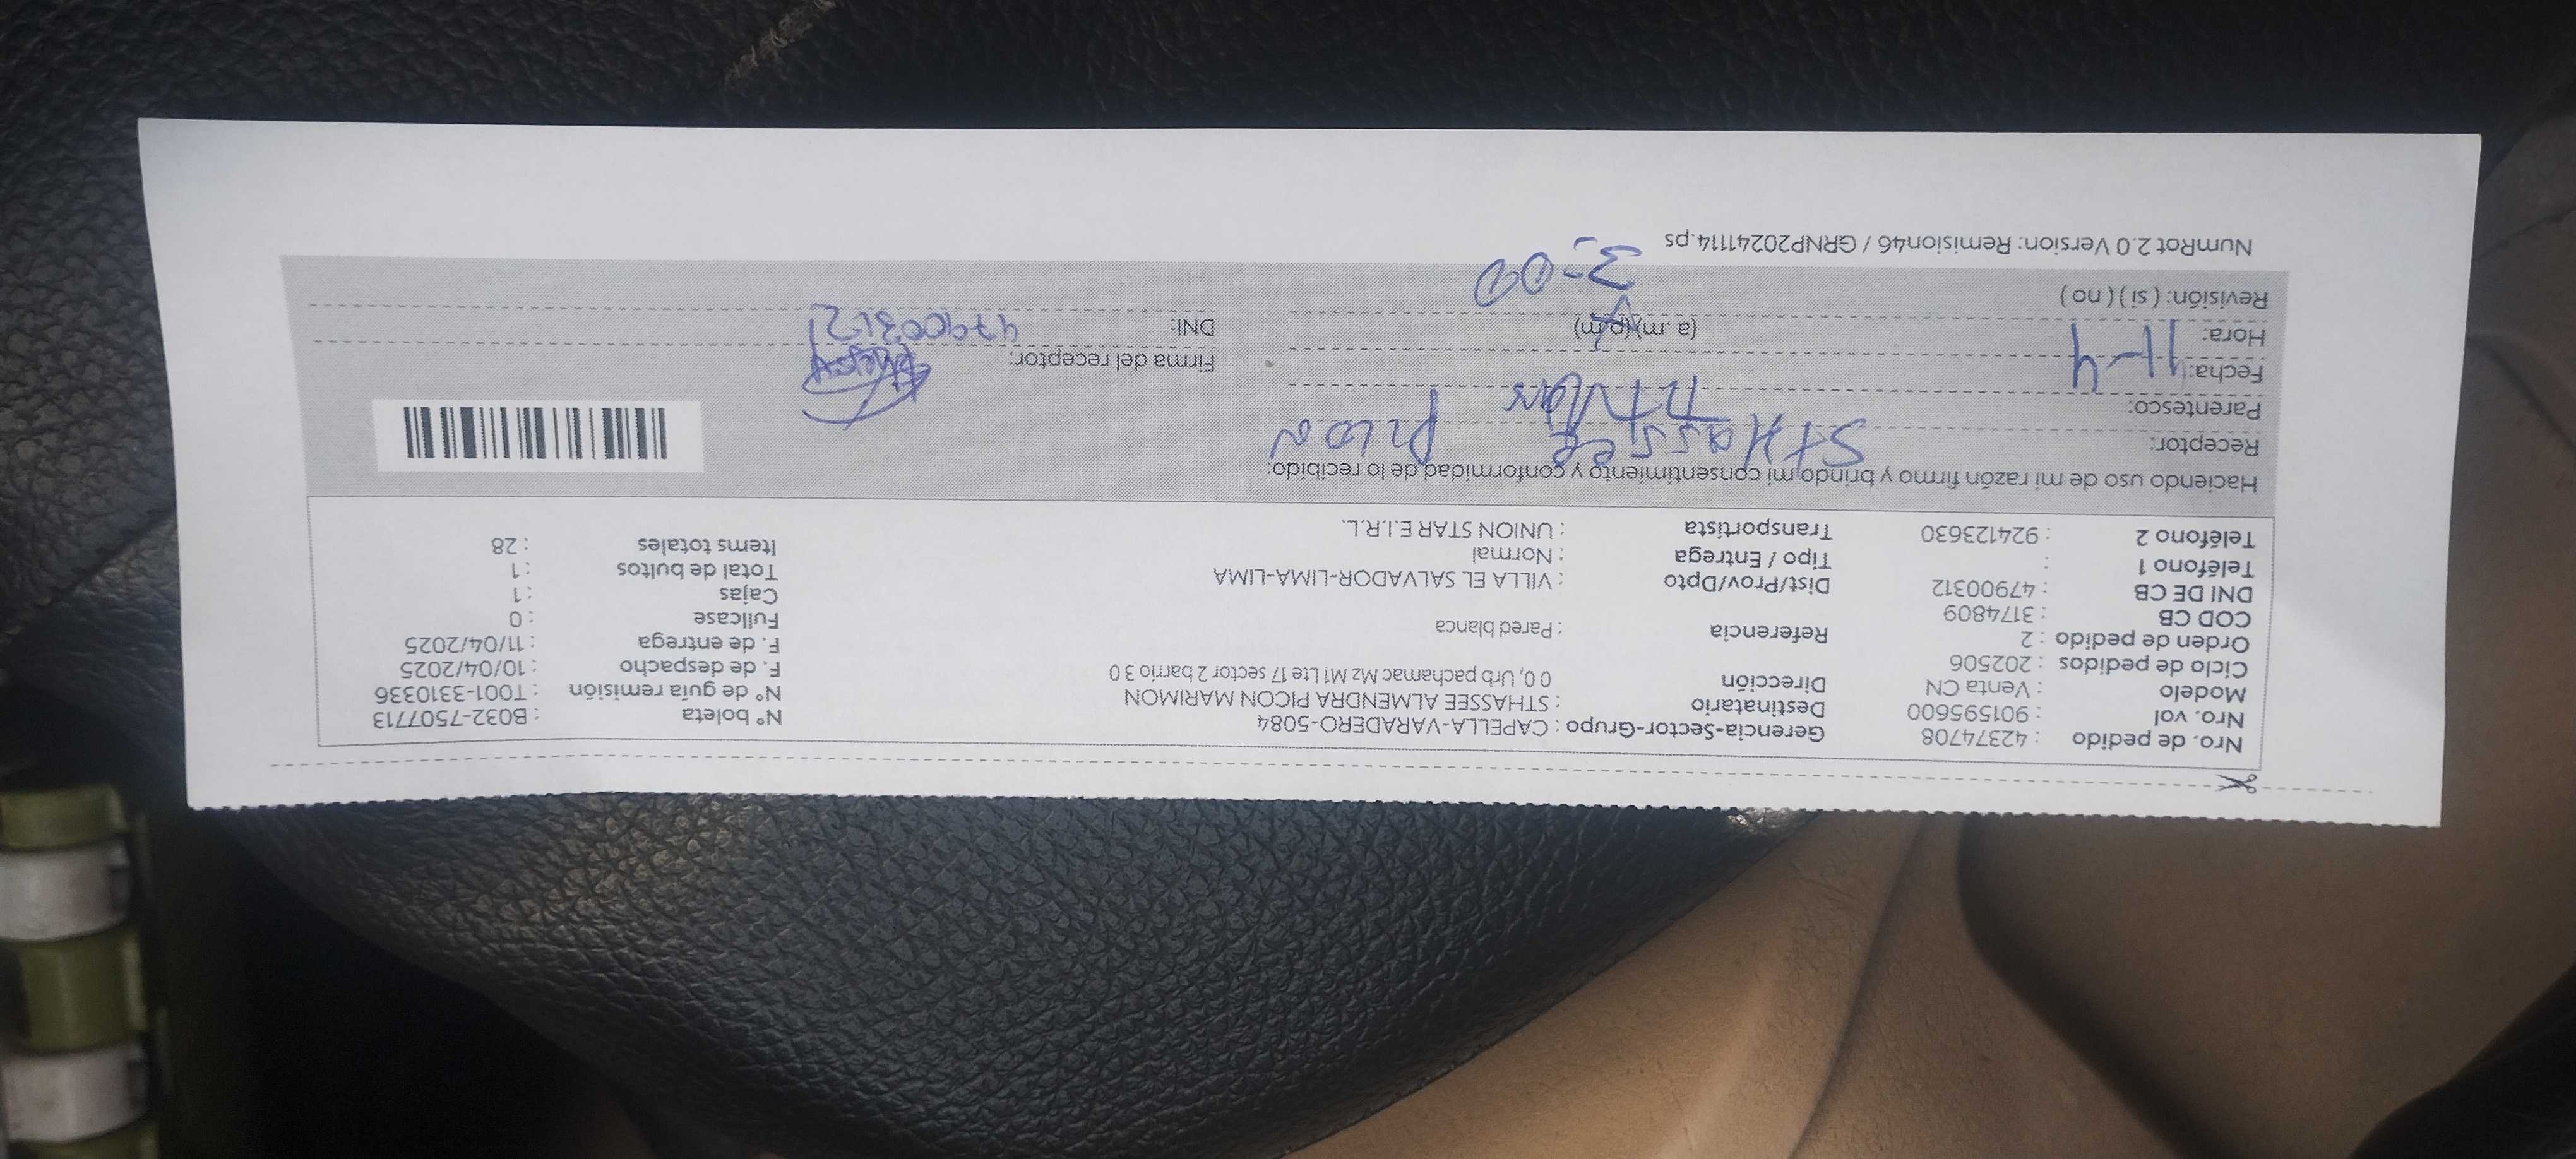 Nro. de pedido : 42374708 Gerencia-Sector-Grupo : CAPELLA-VARADERO-5084 N° boleta : B032-7507713
Nro. vol : 901595600 Destinatario : STHASSEE ALMENDRA PICON MARIMON N° de guía remisión : T001-3310336
Modelo : Venta CN Dirección 0 0, Urb pachamac Mz M1 Lte 17 sector 2 barrio 3 0 F. de despacho : 10/04/2025
Ciclo de pedidos : 202506 F. de entrega : 11/04/2025
Orden de pedido : 2 Referencia : Pared blanca Fullcase : 0
COD CB : 3174809 Cajas : 1
DNI DE CB : 47900312 Dist/Prov/Dpto : VILLA EL SALVADOR-LIMA-LIMA Total de bultos : 1
Teléfono 1 : Tipo / Entrega : Normal Items totales : 28
Teléfono 2 : 924123630 Transportista : UNION STAR E.I.R.L.
Haciendo uso de mi razón firmo y brindo mi consentimiento y conformidad de lo recibido:
Receptor: Sthassee Picon
Parentesco: Titular
Fecha: 11-4 Firma del receptor:
Hora: (a.m)(p.m) DNI: 47900312
Revisión: ( si ) ( no ) 3:00
NumRot 2.0 Version: Remision46 / GRNP20241114.ps